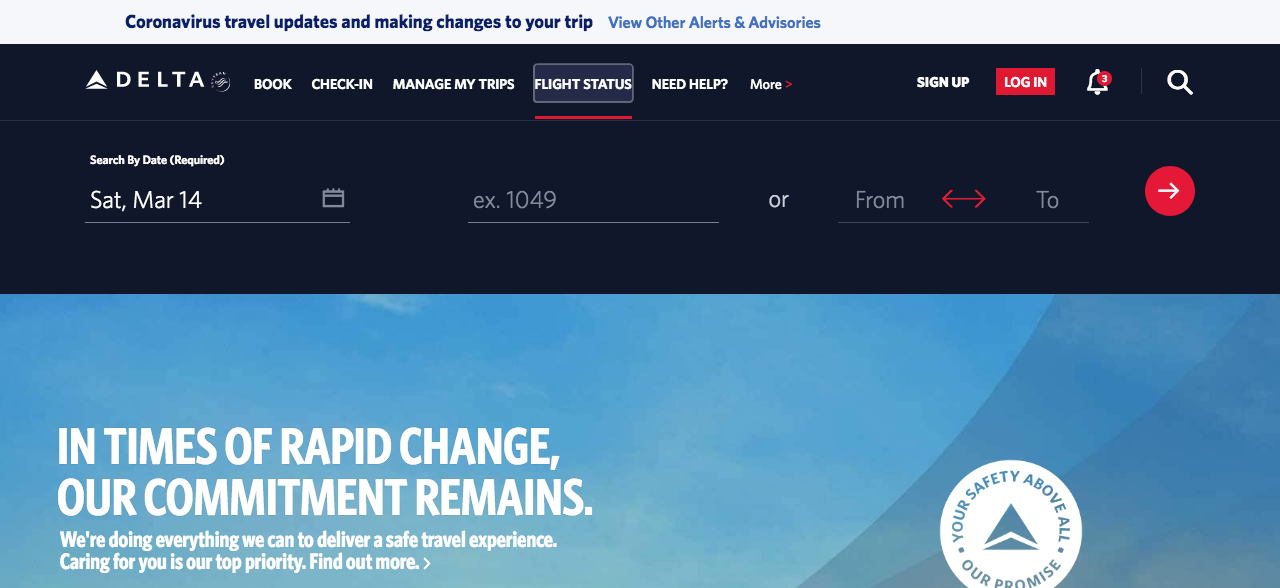 Coronavirus travel updates and making changes to your trip View Other Alerts & Advisories
DELTA BOOK CHECK-IN MANAGE MY TRIPS FLIGHT STATUS NEED HELP? More > SIGN UP LOG IN 3
Search By Date (Required)
Sat, Mar 14 ex. 1049 or From To
IN TIMES OF RAPID CHANGE,
OUR COMMITMENT REMAINS.
We're doing everything we can to deliver a safe travel experience.
Caring for you is our top priority. Find out more. >
YOUR SAFETY ABOVE ALL
• OUR PROMISE •